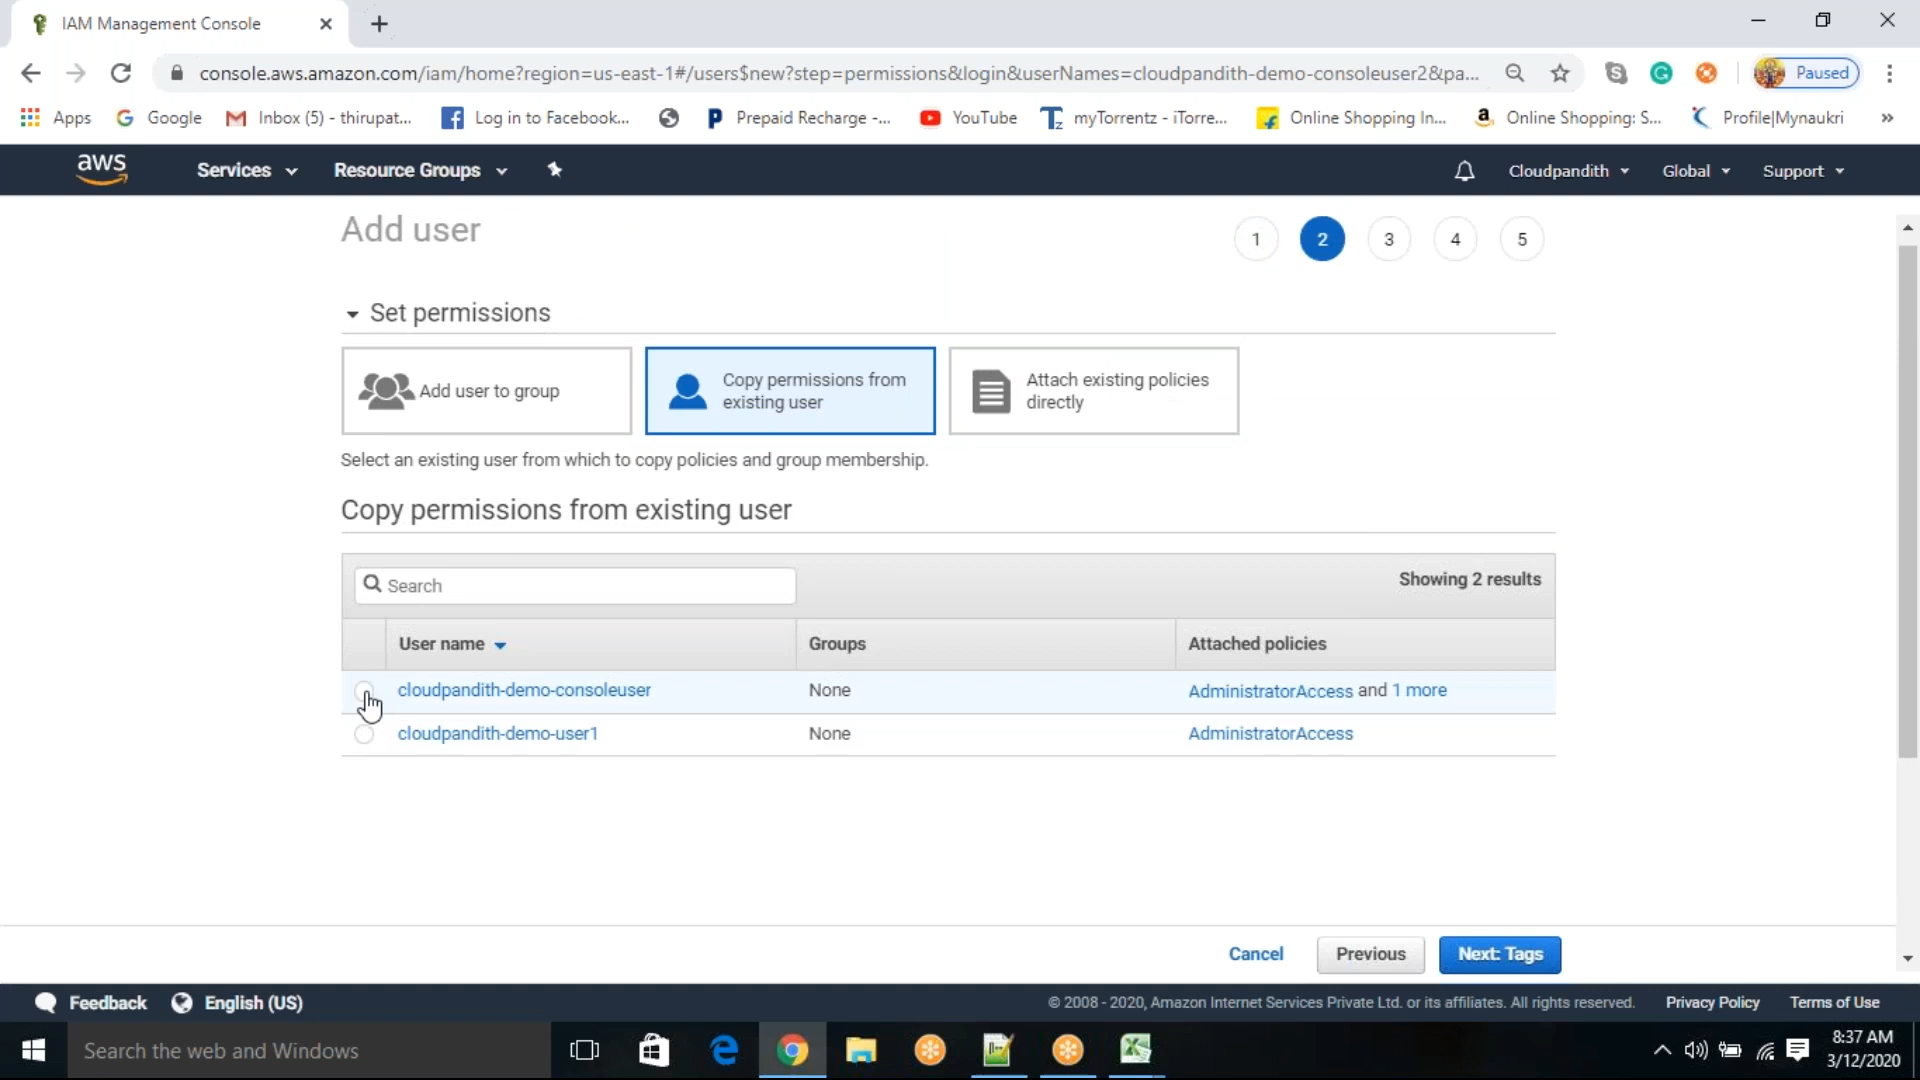 IAM Management Console
console.aws.amazon.com/iam/home?region=us-east-1#/users$new?step=permissions&login&userNames=cloudpandith-demo-consoleuser2&pa...
Paused
Apps
Google
Inbox (5) - thirupat...
Log in to Facebook...
Prepaid Recharge -...
YouTube
myTorrentz - iTorre...
Online Shopping In...
Online Shopping: S...
Profile|Mynaukri
»
aws
Services
Resource Groups
Cloudpandith
Global
Support
Add user
1
2
3
4
5
Set permissions
Add user to group
Copy permissions from
existing user
Attach existing policies
directly
Select an existing user from which to copy policies and group membership.
Copy permissions from existing user
Search
Showing 2 results
User name
Groups
Attached policies
cloudpandith-demo-consoleuser
None
AdministratorAccess and 1 more
cloudpandith-demo-user1
None
AdministratorAccess
Cancel
Previous
Next: Tags
Feedback
English (US)
© 2008 - 2020, Amazon Internet Services Private Ltd. or its affiliates. All rights reserved.
Privacy Policy
Terms of Use
Search the web and Windows
8:37 AM
3/12/2020